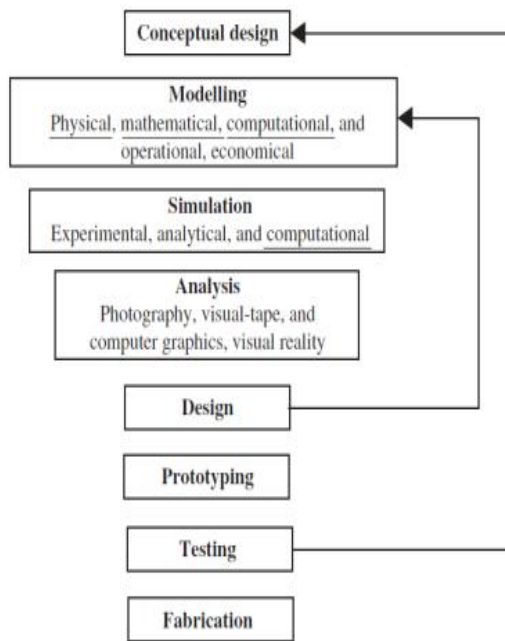 Conceptual design
Modelling
Physical, mathematical, computational, and
operational, economical
Simulation
Experimental, analytical, and computational
Analysis
Photography, visual-tape, and
computer graphics, visual reality
Design
Prototyping
Testing
Fabrication